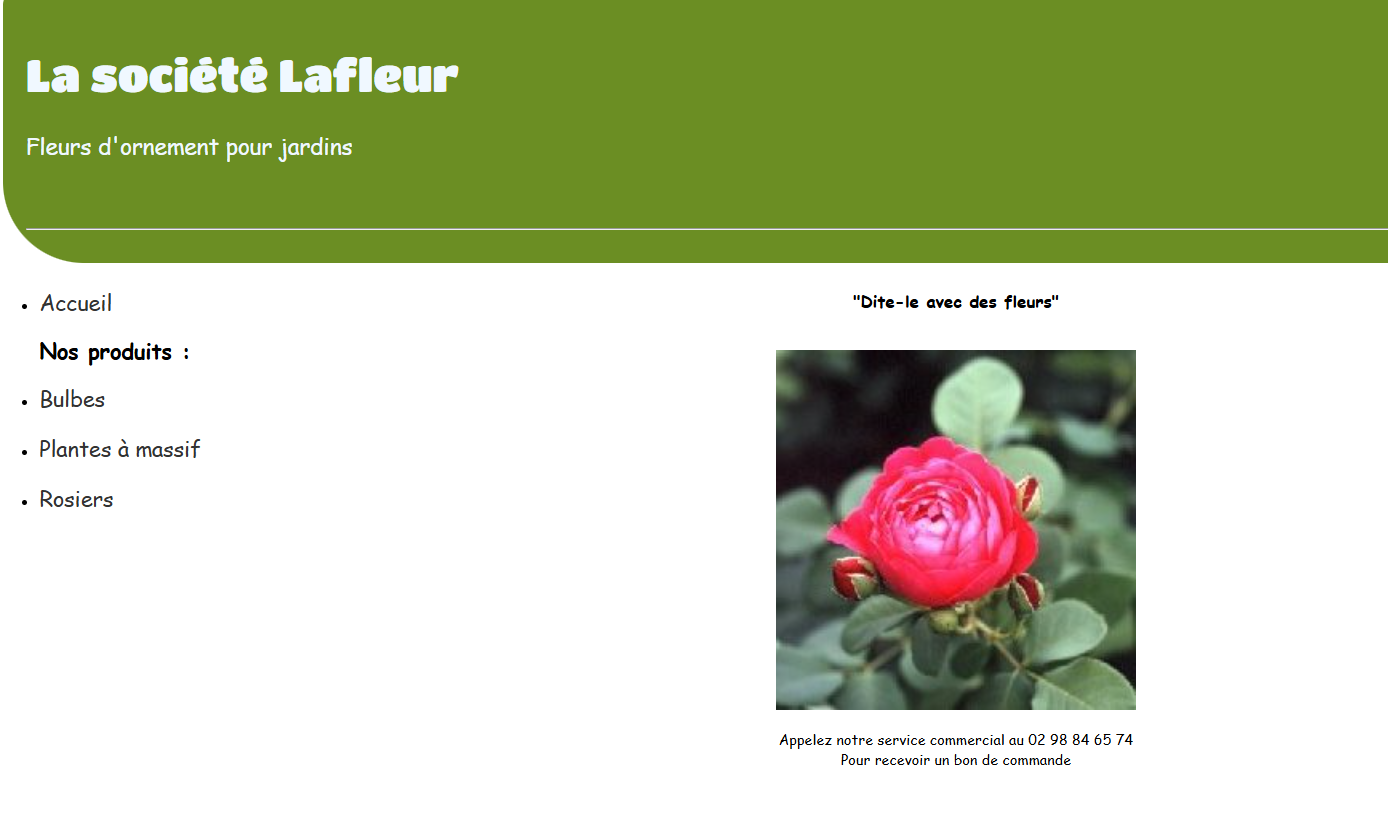 La société Lafleur
Fleurs d'ornement pour jardins
Accueil
Nos produits :
Bulbes
Plantes à massif
Rosiers
"Dite-le avec des fleurs"
Appelez notre service commercial au 02 98 84 65 74
Pour recevoir un bon de commande